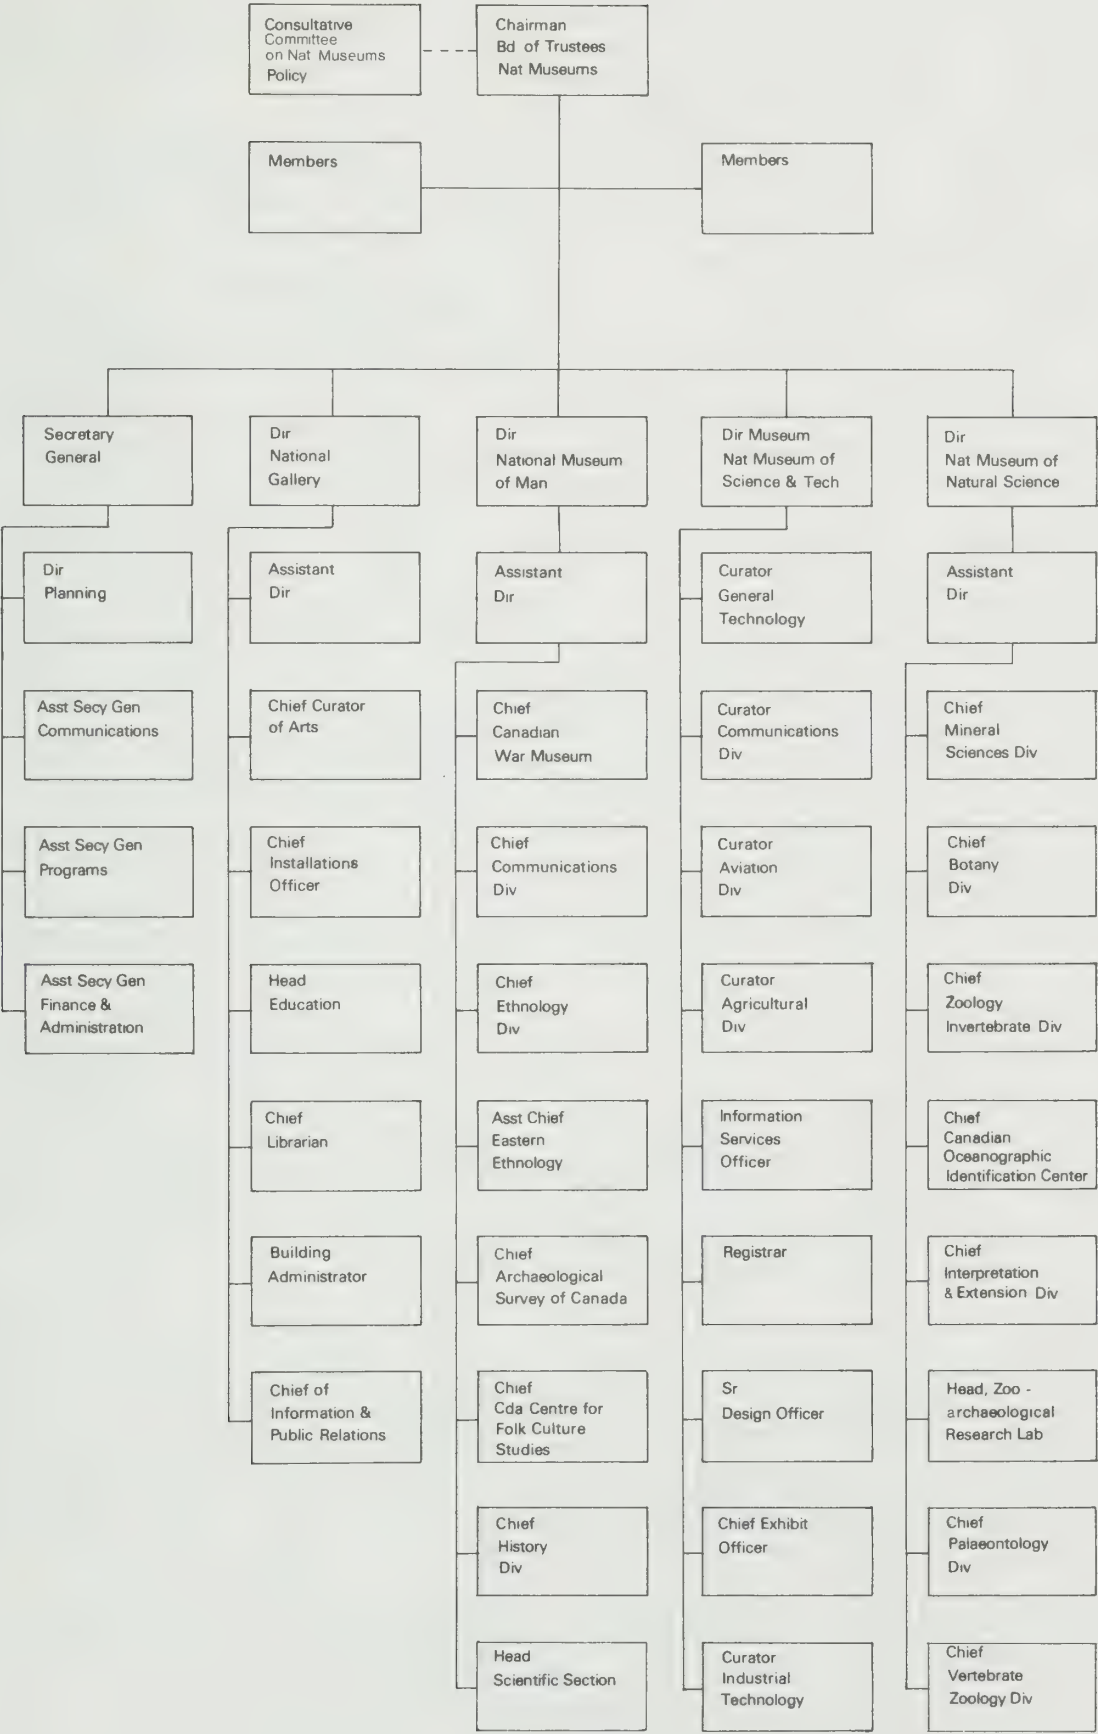 Consultative
Committee
on Nat Museums
Policy
Chairman
Bd of Trustees
Nat Museums
Members
Members
Secretary
General
Dir
National
Gallery
Dir
National Museum
of Man
Dir Museum
Nat Museum of
Science & Tech
Dir
Nat Museum of
Natural Science
Dir
Planning
Assistant
Dir
Assistant
Dir
Curator
General
Technology
Assistant
Dir
Asst Secy Gen
Communications
Chief Curator
of Arts
Chief
Canadian
War Museum
Curator
Communications
Div
Chief
Mineral
Sciences Div
Asst Secy Gen
Programs
Chief
Installations
Officer
Chief
Communications
Div
Curator
Aviation
Div
Chief
Botany
Div
Asst Secy Gen
Finance &
Administration
Head
Education
Chief
Ethnology
Div
Curator
Agricultural
Div
Chief
Zoology
Invertebrate Div
Chief
Librarian
Asst Chief
Eastern
Ethnology
Information
Services
Officer
Chief
Canadian
Oceanographic
Identification Center
Building
Administrator
Chief
Archaeological
Survey of Canada
Registrar
Chief
Interpretation
& Extension Div
Chief of
Information &
Public Relations
Chief
Cda Centre for
Folk Culture
Studies
Sr
Design Officer
Head, Zoo -
archaeological
Research Lab
Chief
History
Div
Chief Exhibit
Officer
Chief
Palaeontology
Div
Head
Scientific Section
Curator
Industrial
Technology
Chief
Vertebrate
Zoology Div